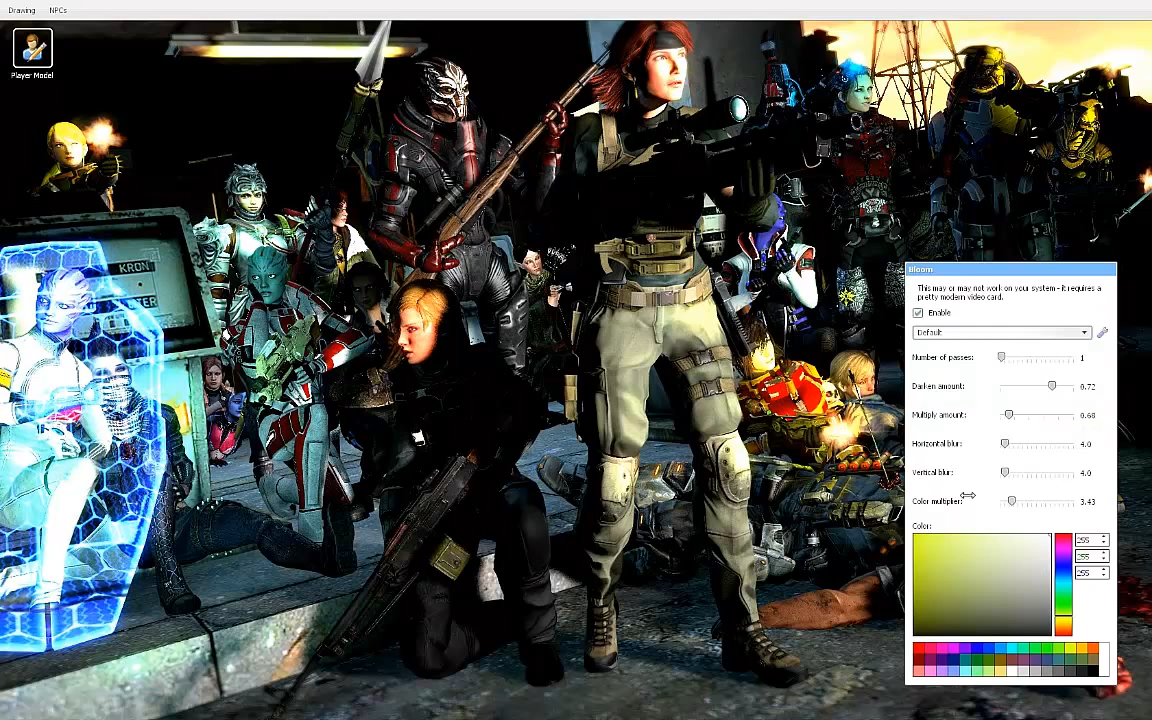 Drawing NPCs
Player Model
KRON
Bloom
This may or may not work on your system - it requires a
pretty modern video card.
Enable
Default
Number of passes: 1
Darken amount: 0.72
Multiply amount: 0.68
Horizontal blur: 4.0
Vertical blur: 4.0
Color multiplier: 3.43
Color:
255
255
255